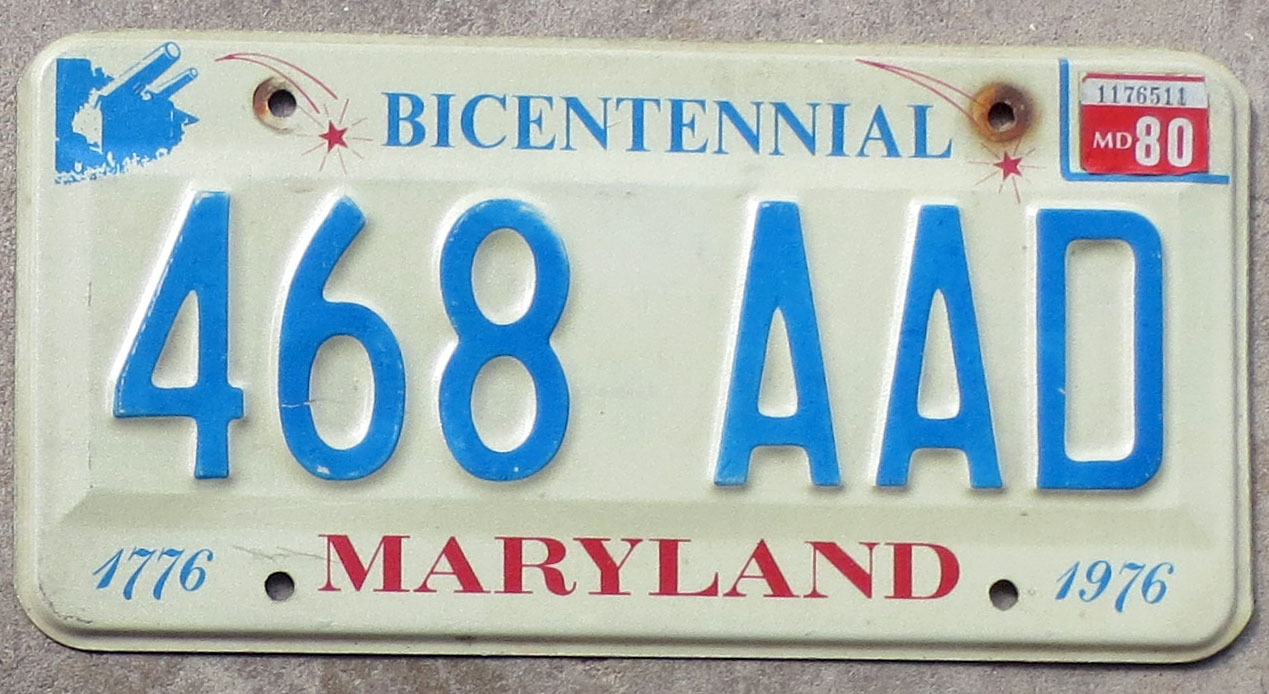 BICENTENNIAL
1176511
MD 80
468 AAD
1776 MARYLAND 1976